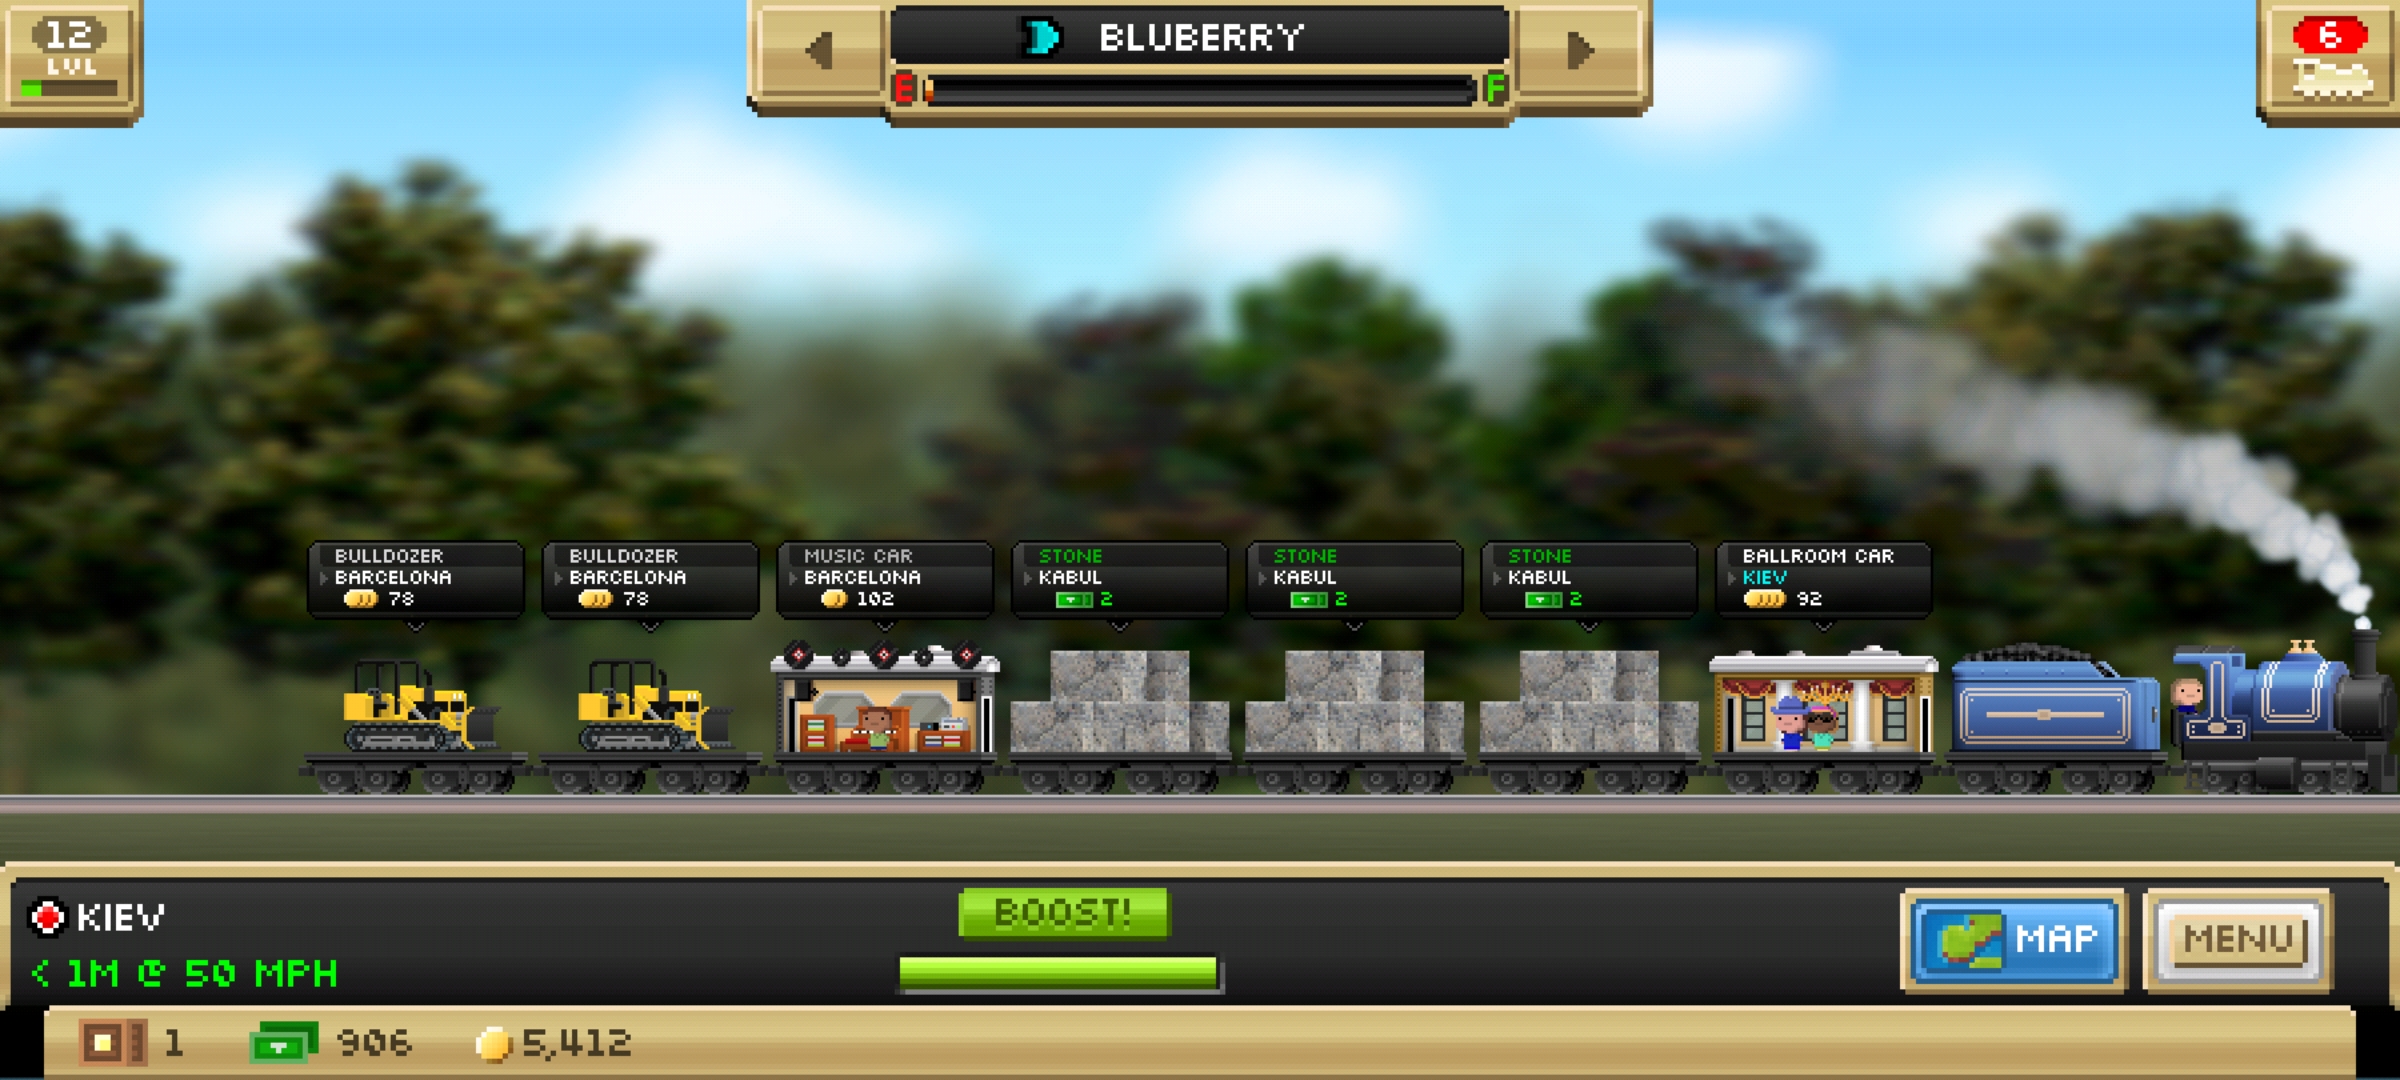 12
LVL
BLUBERRY
E
F
6
BULLDOZER
BARCELONA
78
BULLDOZER
BARCELONA
78
MUSIC CAR
BARCELONA
102
STONE
KABUL
2
STONE
KABUL
2
STONE
KABUL
2
BALLROOM CAR
KIEV
92
KIEV
< 1M @ 50 MPH
BOOST!
MAP
MENU
1
906
5,412